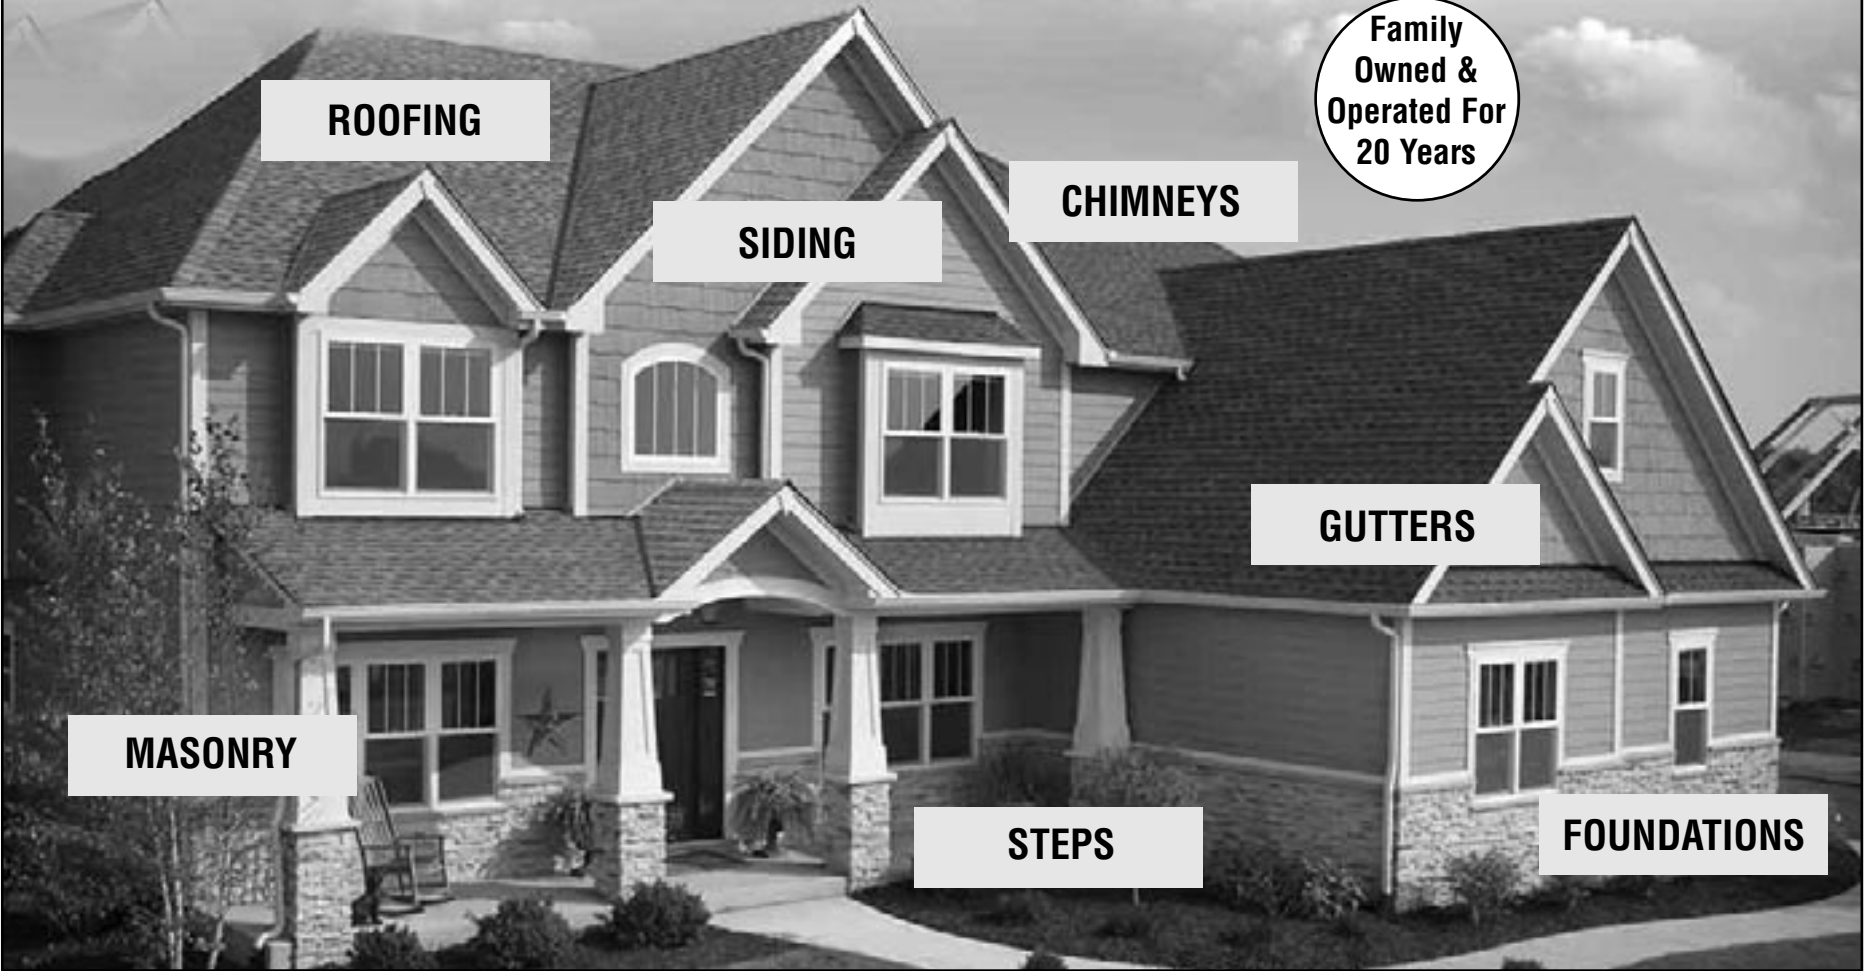 Family
Owned &
Operated For
20 Years
ROOFING
CHIMNEYS
SIDING
GUTTERS
MASONRY
STEPS
FOUNDATIONS